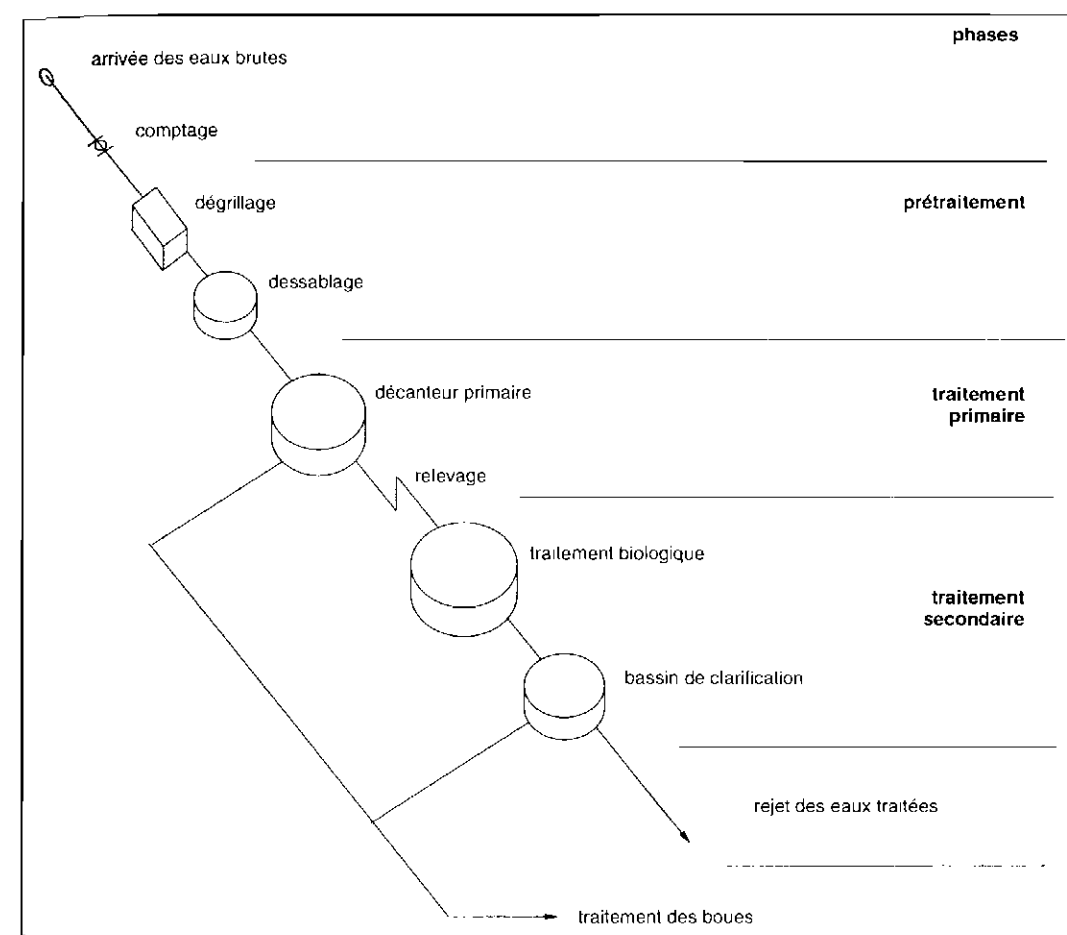 phases
arrivée des eaux brutes
comptage
dégrillage
prétraitement
dessablage
décanteur primaire
traitement
primaire
relevage
traitement biologique
traitement
secondaire
bassin de clarification
rejet des eaux traitées
traitement des boues